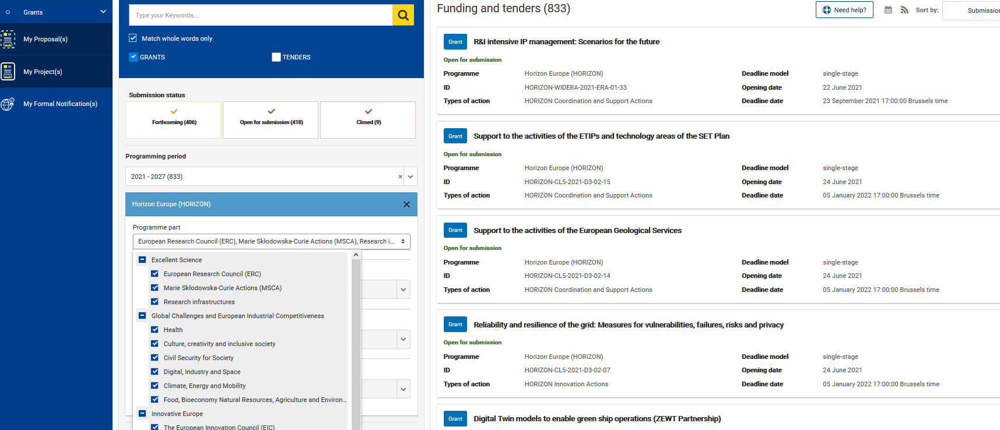 Grants
My Proposal(s)
My Project(s)
My Formal Notification(s)
Type your Keywords...
Match whole words only
GRANTS
TENDERS
Submission status
Forthcoming (406)
Open for submission (418)
Closed (9)
Programming period
2021 - 2027 (833)
Horizon Europe (HORIZON)
Programme part
European Research Council (ERC), Marie Skłodowska-Curie Actions (MSCA), Research i...
Excellent Science
European Research Council (ERC)
Marie Skłodowska-Curie Actions (MSCA)
Research infrastructures
Global Challenges and European Industrial Competitiveness
Health
Culture, creativity and inclusive society
Civil Security for Society
Digital, Industry and Space
Climate, Energy and Mobility
Food, Bioeconomy Natural Resources, Agriculture and Environ...
Innovative Europe
The European Innovation Council (EIC)
Funding and tenders (833)
Need help?
Sort by:
Submission
Grant R&I intensive IP management: Scenarios for the future
Open for submission
Programme Horizon Europe (HORIZON) Deadline model single-stage
ID HORIZON-WIDERA-2021-ERA-01-33 Opening date 22 June 2021
Types of action HORIZON Coordination and Support Actions Deadline date 23 September 2021 17:00:00 Brussels time
Grant Support to the activities of the ETIPs and technology areas of the SET Plan
Open for submission
Programme Horizon Europe (HORIZON) Deadline model single-stage
ID HORIZON-CL5-2021-D3-02-15 Opening date 24 June 2021
Types of action HORIZON Coordination and Support Actions Deadline date 05 January 2022 17:00:00 Brussels time
Grant Support to the activities of the European Geological Services
Open for submission
Programme Horizon Europe (HORIZON) Deadline model single-stage
ID HORIZON-CL5-2021-D3-02-14 Opening date 24 June 2021
Types of action HORIZON Coordination and Support Actions Deadline date 05 January 2022 17:00:00 Brussels time
Grant Reliability and resilience of the grid: Measures for vulnerabilities, failures, risks and privacy
Open for submission
Programme Horizon Europe (HORIZON) Deadline model single-stage
ID HORIZON-CL5-2021-D3-02-07 Opening date 24 June 2021
Types of action HORIZON Innovation Actions Deadline date 05 January 2022 17:00:00 Brussels time
Grant Digital Twin models to enable green ship operations (ZEWT Partnership)